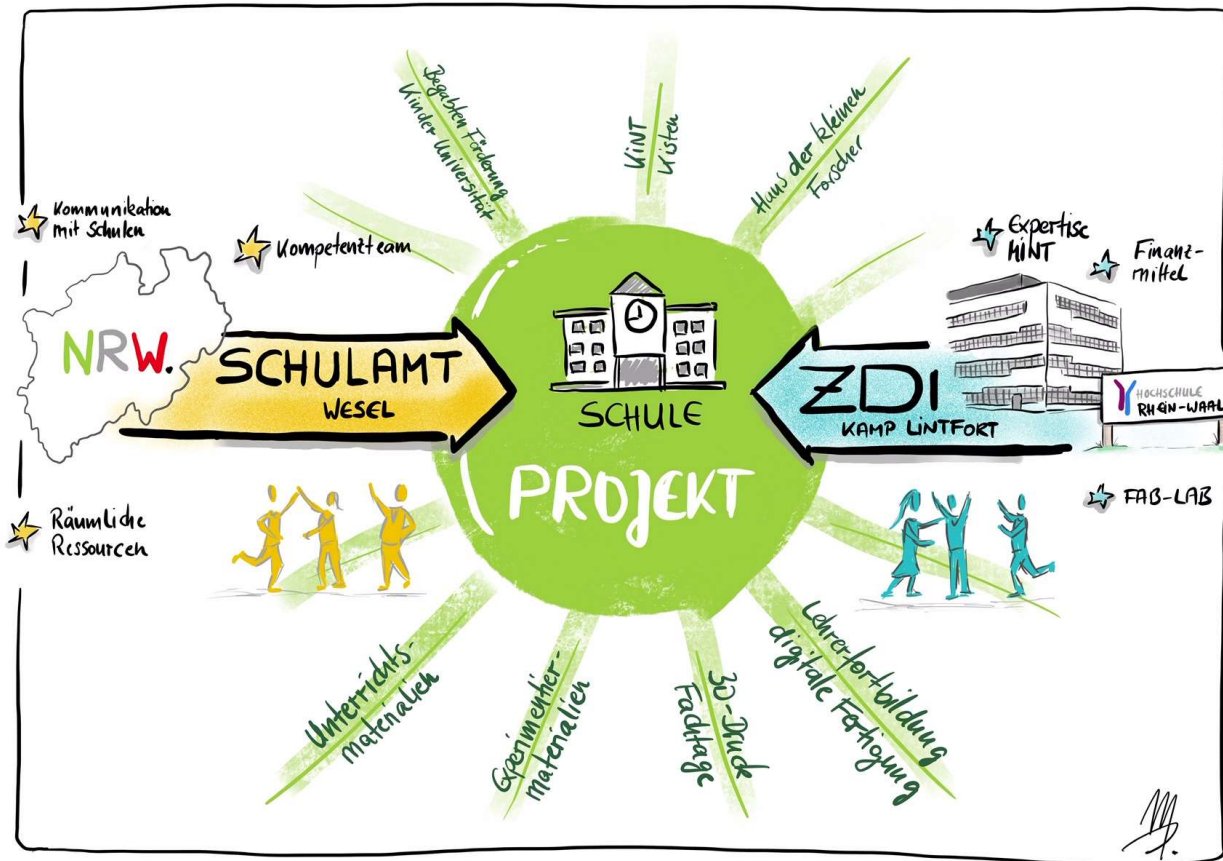 Begabten Förderung
Kinder Universität
KiNT
Kisten
Haus der kleinen
Forscher
Kommunikation
mit Schulen
Kompetenzteam
Expertise
MINT
Finanz-
mittel
NRW.
SCHULAMT
WESEL
SCHULE
PROJEKT
ZDI
KAMP LINTFORT
HOCHSCHULE
RHEIN-WAAL
FAB-LAB
Räumliche
Ressourcen
Unterrichts-
materialien
Experimentier-
materialien
3D-Druck
Fachtage
Lehrerfortbildung
digitale Fertigung